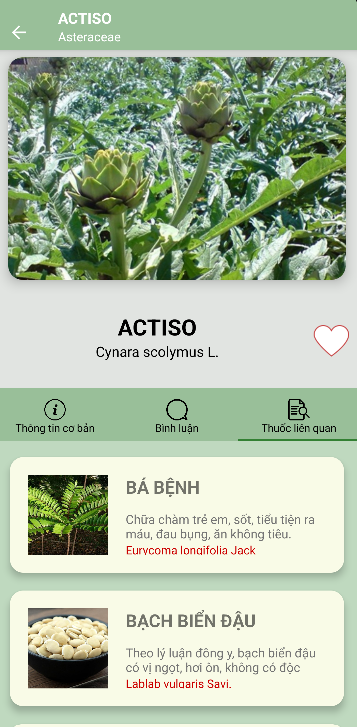 ACTISO
Asteraceae
ACTISO
Cynara scolymus L.
Thông tin cơ bản
Bình luận
Thuốc liên quan
BÁ BỆNH
Chữa chàm trẻ em, sốt, tiểu tiện ra
máu, đau bụng, ăn không tiêu.
Eurycoma longifolia Jack
BẠCH BIỂN ĐẬU
Theo lý luận đông y, bạch biển đậu
có vị ngọt, hơi ôn, không có độc
Lablab vulgaris Savi.